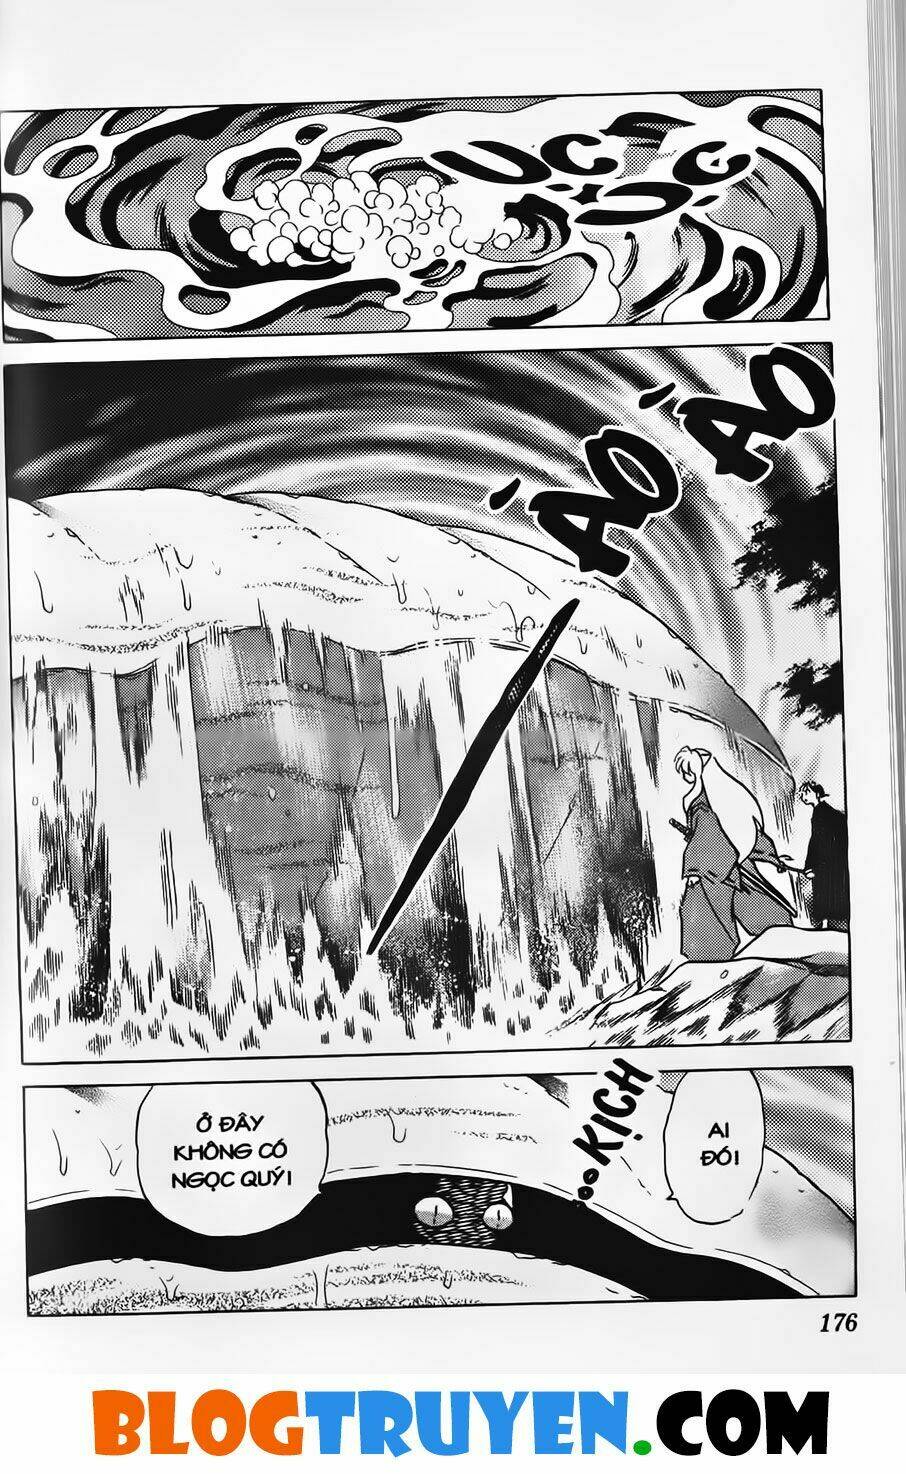 ỤC ỤC
ÀO ÀO
KỊCH
AI
ĐÓ!
Ở ĐÂY
KHÔNG CÓ
NGỌC QUÝ!
176
BLOGTRUYEN.COM